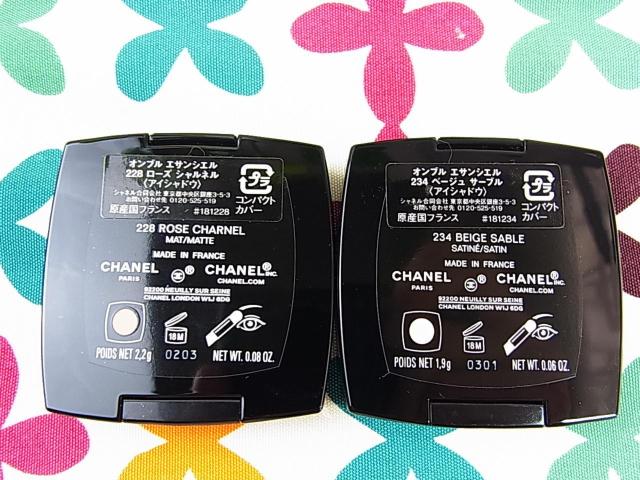 オンブル エサンシエル
228 ローズ シャルネル
(アイシャドウ)
シャネル合同会社 東京都中央区銀座3-5-3
お問い合わせ先 0120-525-519
原産国フランス #181228
プラ
コンパクト
カバー
228 ROSE CHARNEL
MAT/MATTE
MADE IN FRANCE
CHANEL ® CHANEL® INC.
PARIS CHANEL.COM
92200 NEUILLY SUR SEINE
CHANEL LONDON W1J 6DG
18M
POIDS NET 2,2g 0203 NET WT. 0.08 OZ.
オンブル エサンシエル
234 ベージュ サーブル
(アイシャドウ)
シャネル合同会社 東京都中央区銀座3-5-3
お問い合わせ先 0120-525-519
原産国フランス #181234
プラ
コンパクト
カバー
234 BEIGE SABLE
SATINÉ/SATIN
MADE IN FRANCE
CHANEL ® CHANEL® INC.
PARIS CHANEL.COM
92200 NEUILLY SUR SEINE
CHANEL LONDON W1J 6DG
18M
POIDS NET 1,9g 0301 NET WT. 0.06 OZ.